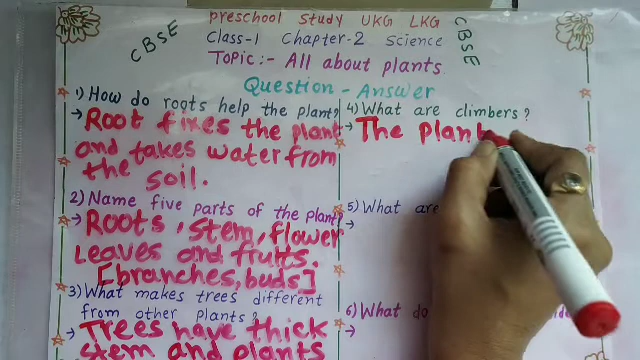 preschool Study UKG LKG
CBSE
Class-1 Chapter-2 Science
CBSE
Topic:- All about plants
Question - Answer
1) How do roots help the plant?
→ Root fixes the plant
and takes water from
the soil.
2) Name five parts of the plant?
→ Roots, stem, flower
Leaves and fruits.
[branches, buds]
3) What makes trees different
from other plants?
→ Trees have thick
stem and plants
4) What are climbers?
→ The plant
5) What are
→
6) What do
→